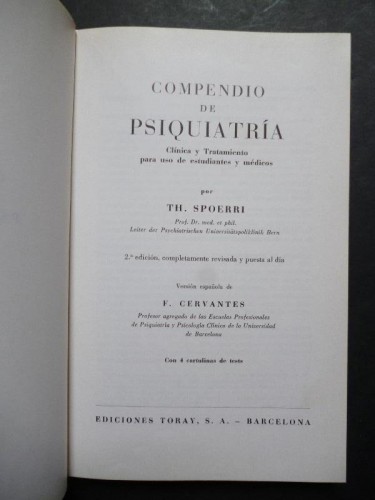 COMPENDIO
DE
PSIQUIATRÍA
Clínica y Tratamiento
para uso de estudiantes y médicos
por
TH. SPOERRI
Prof. Dr. med. et phil.
Leiter der Psychiatrischen Universitätspoliklinik Bern
2.ª edición, completamente revisada y puesta al día
Versión española de
F. CERVANTES
Profesor agregado de las Escuelas Profesionales
de Psiquiatría y Psicología Clínica de la Universidad
de Barcelona
Con 4 cartulinas de tests
EDICIONES TORAY, S. A. – BARCELONA